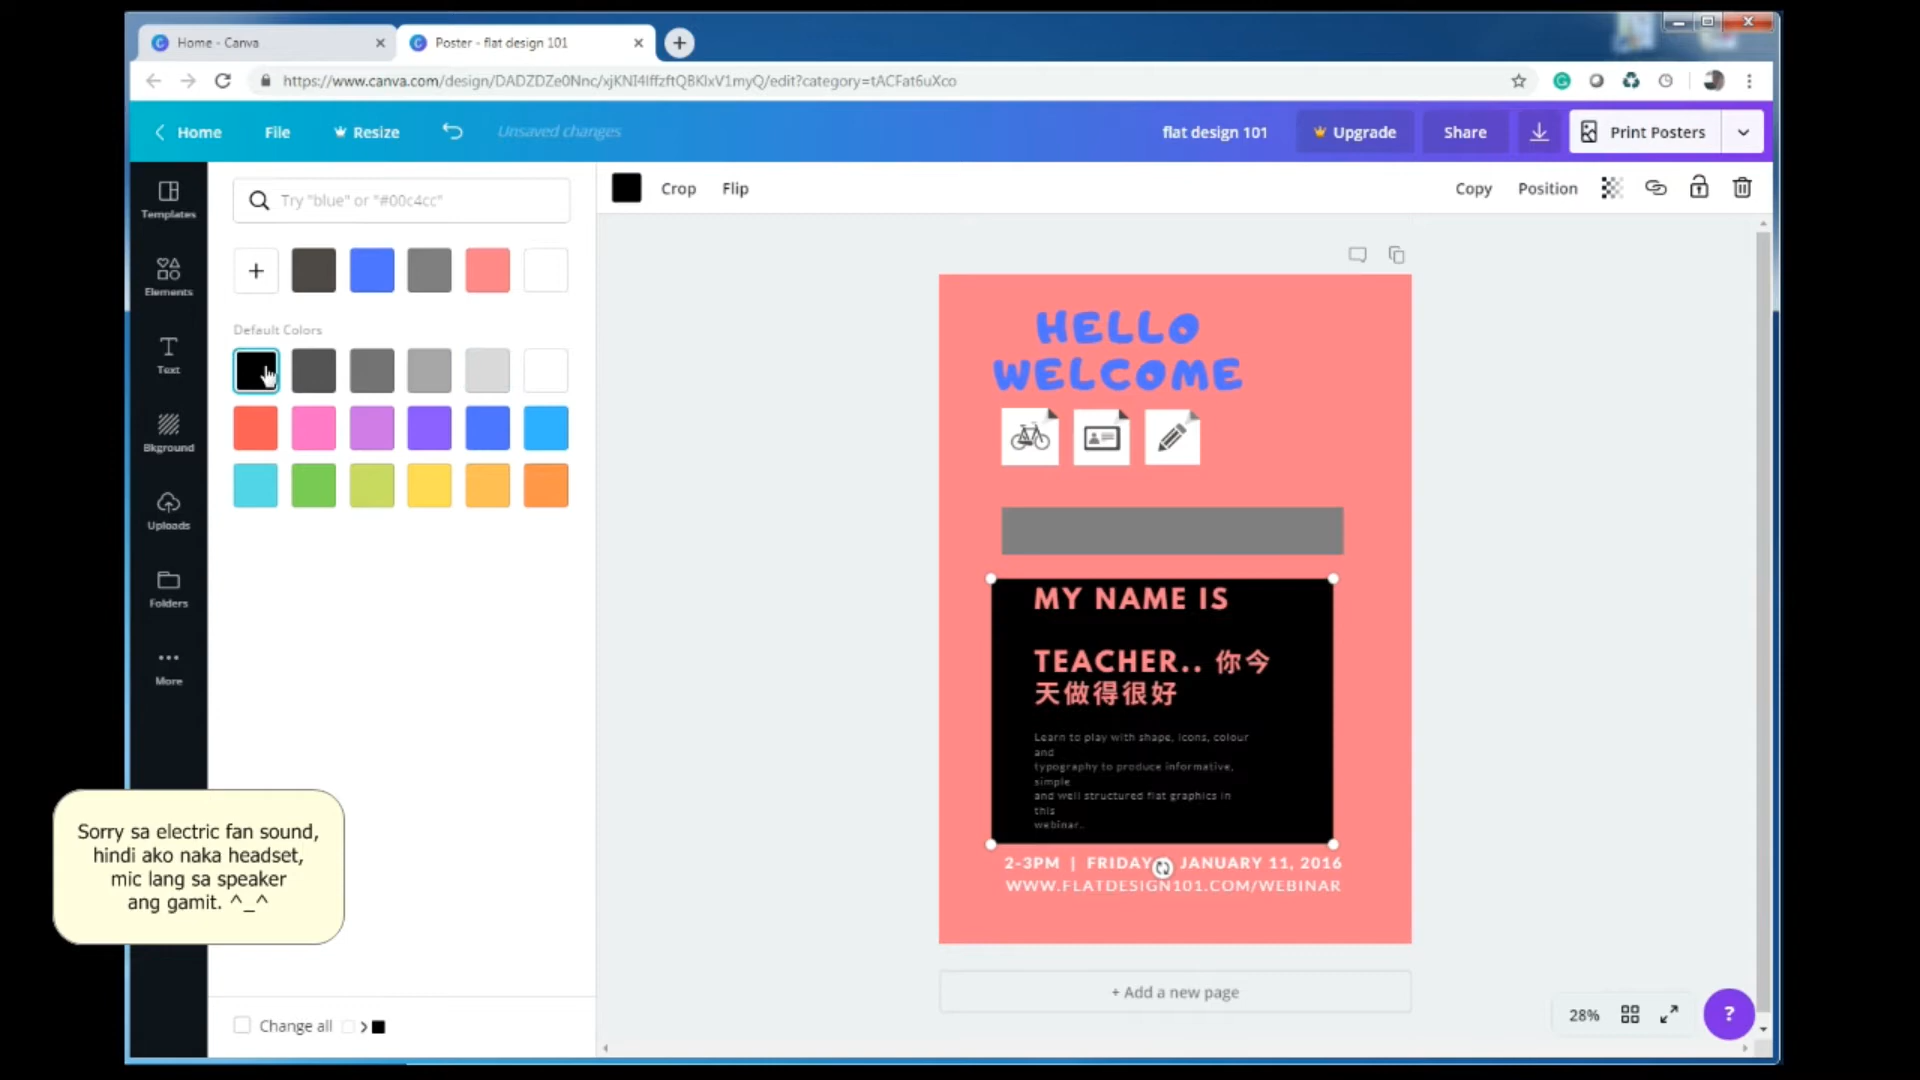 Home - Canva
Poster - flat design 101
https://www.canva.com/design/DADZDZe0Nnc/xjKNI4lffzftQBKlxV1myQ/edit?category=tACFat6uXco
Home
File
Resize
Unsaved changes
flat design 101
Upgrade
Share
Print Posters
Templates
Elements
Text
Bkground
Uploads
Folders
More
Try "blue" or "#00c4cc"
Default Colors
Crop
Flip
Copy
Position
HELLO
WELCOME
MY NAME IS
TEACHER.. 你今
天做得很好
Learn to play with shape, icons, colour
and
typography to produce informative,
simple
and well structured flat graphics in
this
webinar..
2-3PM | FRIDAY JANUARY 11, 2016
WWW.FLATDESIGN101.COM/WEBINAR
+ Add a new page
Sorry sa electric fan sound,
hindi ako naka headset,
mic lang sa speaker
ang gamit. ^_^
Change all
28%
?